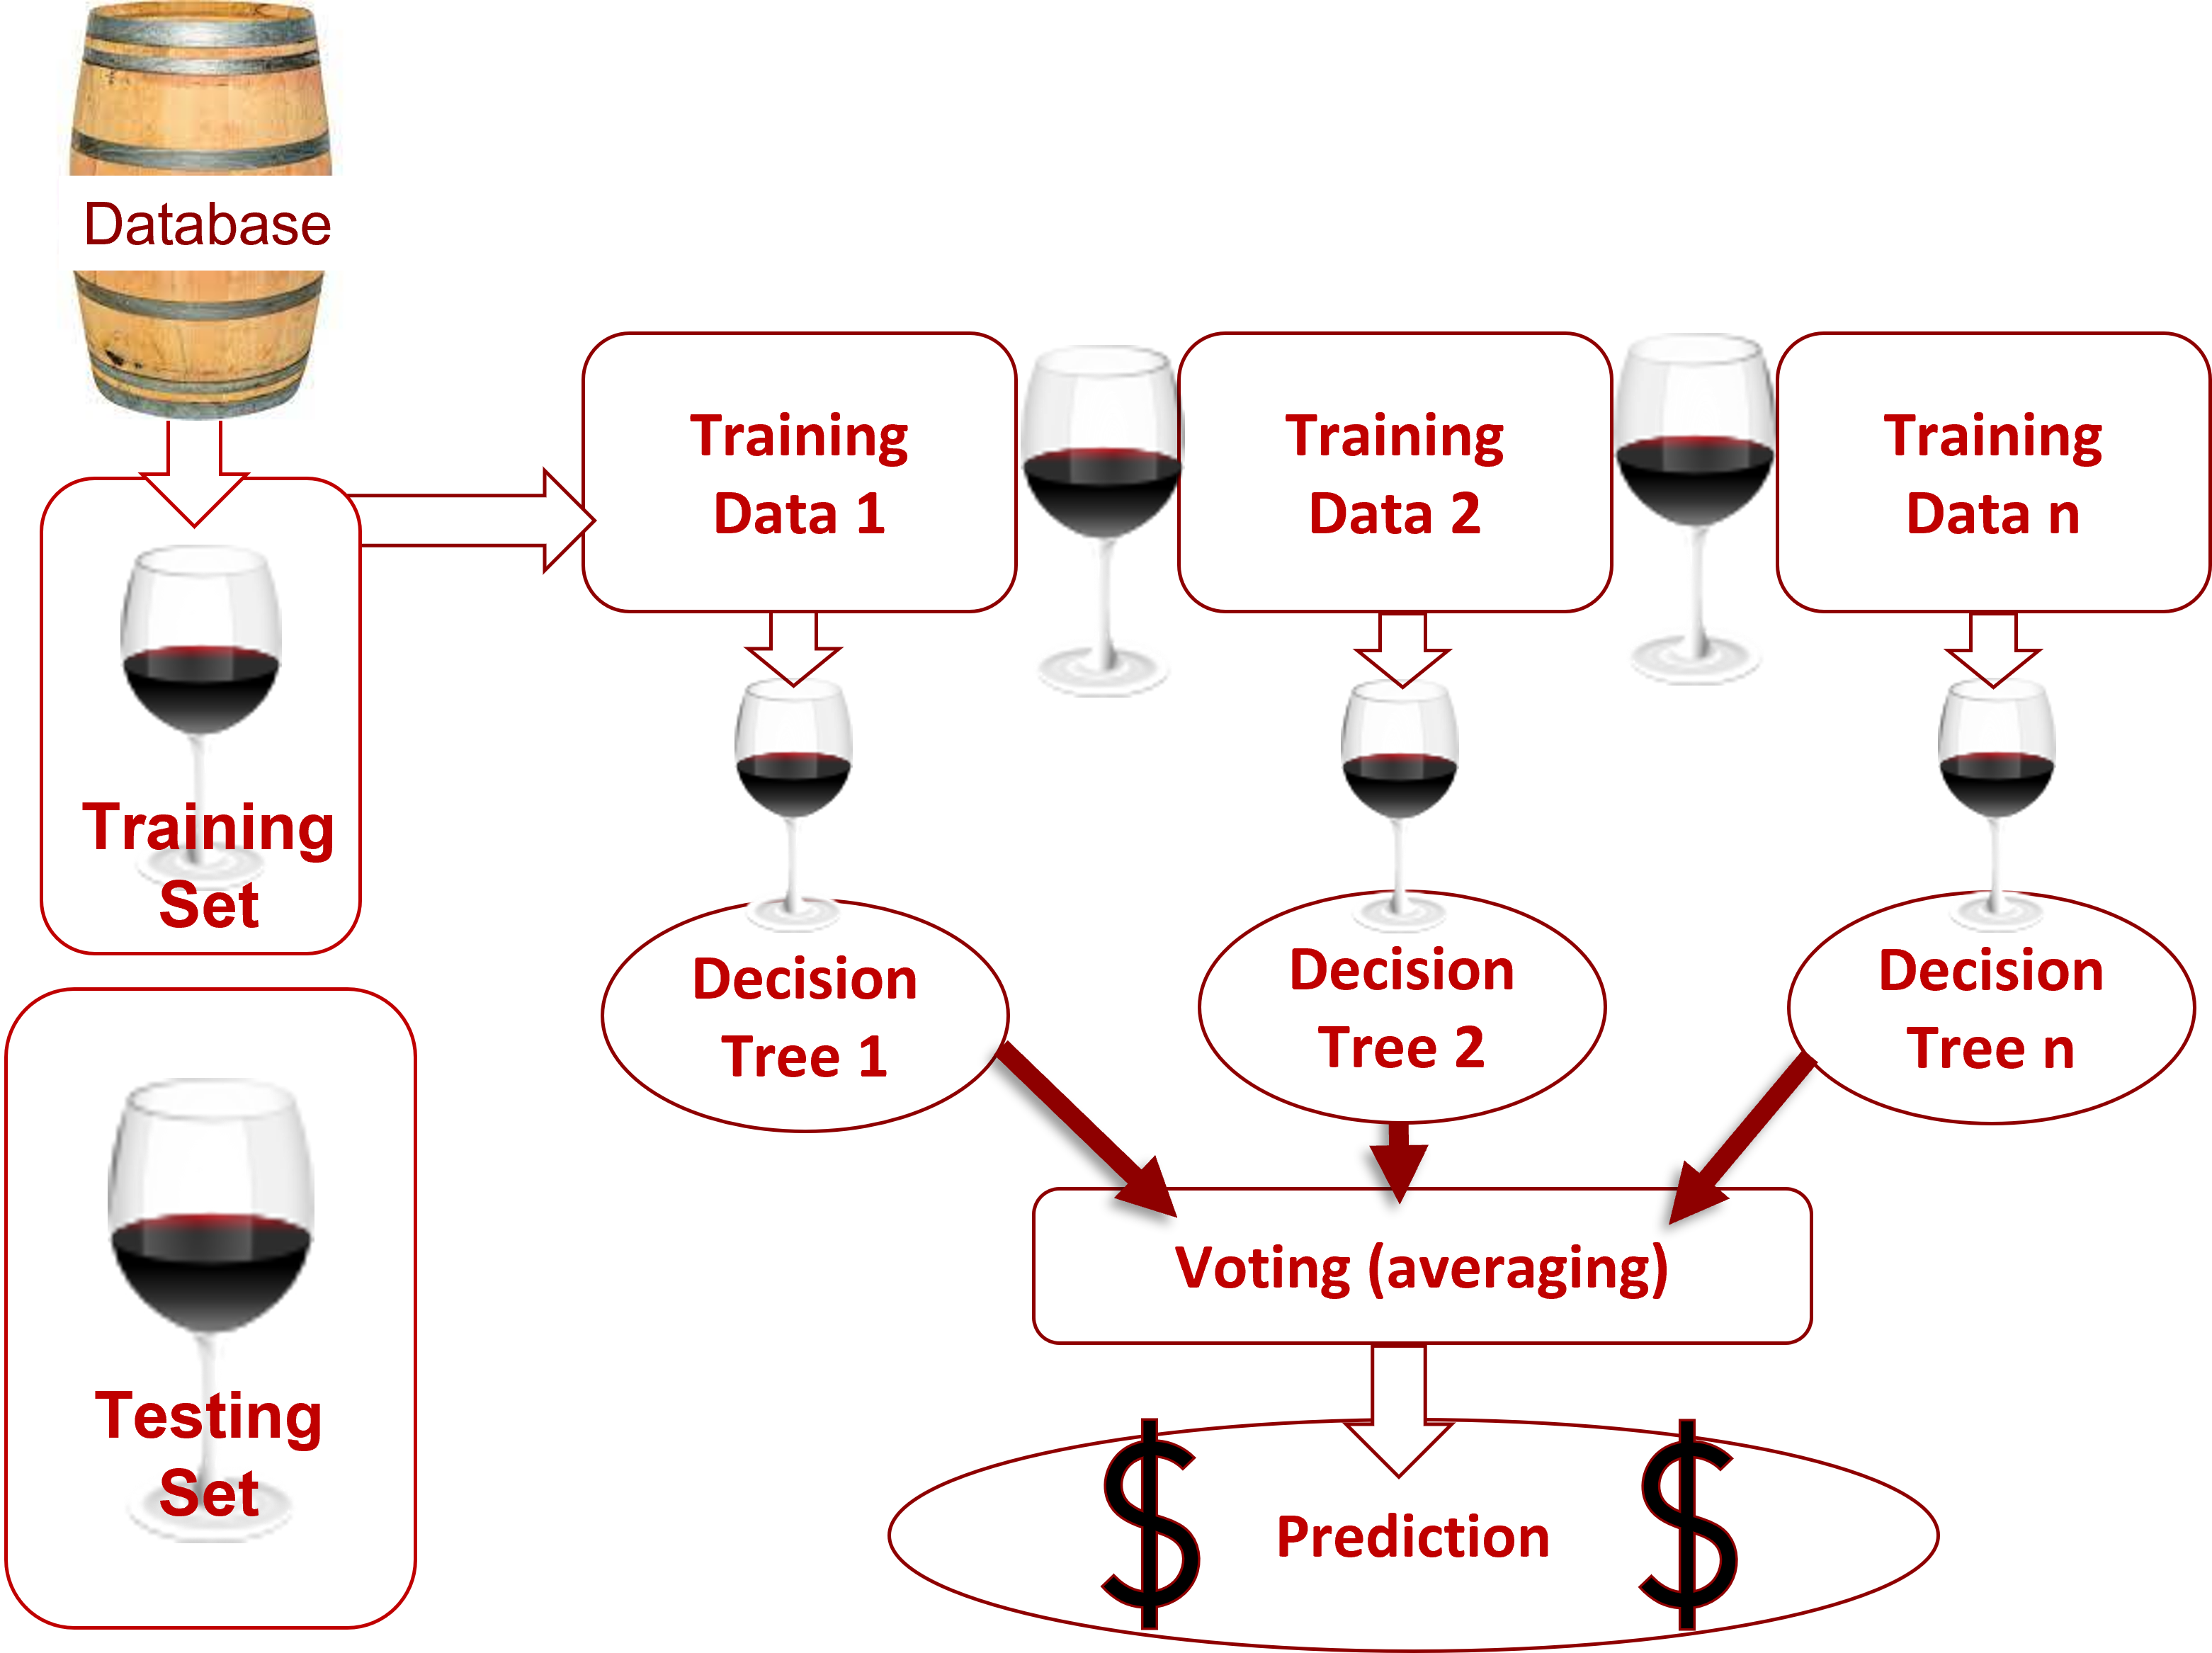 Database
Training
Set
Testing
Set
Training
Data 1
Training
Data 2
Training
Data n
Decision
Tree 1
Decision
Tree 2
Decision
Tree n
Voting (averaging)
$ Prediction $